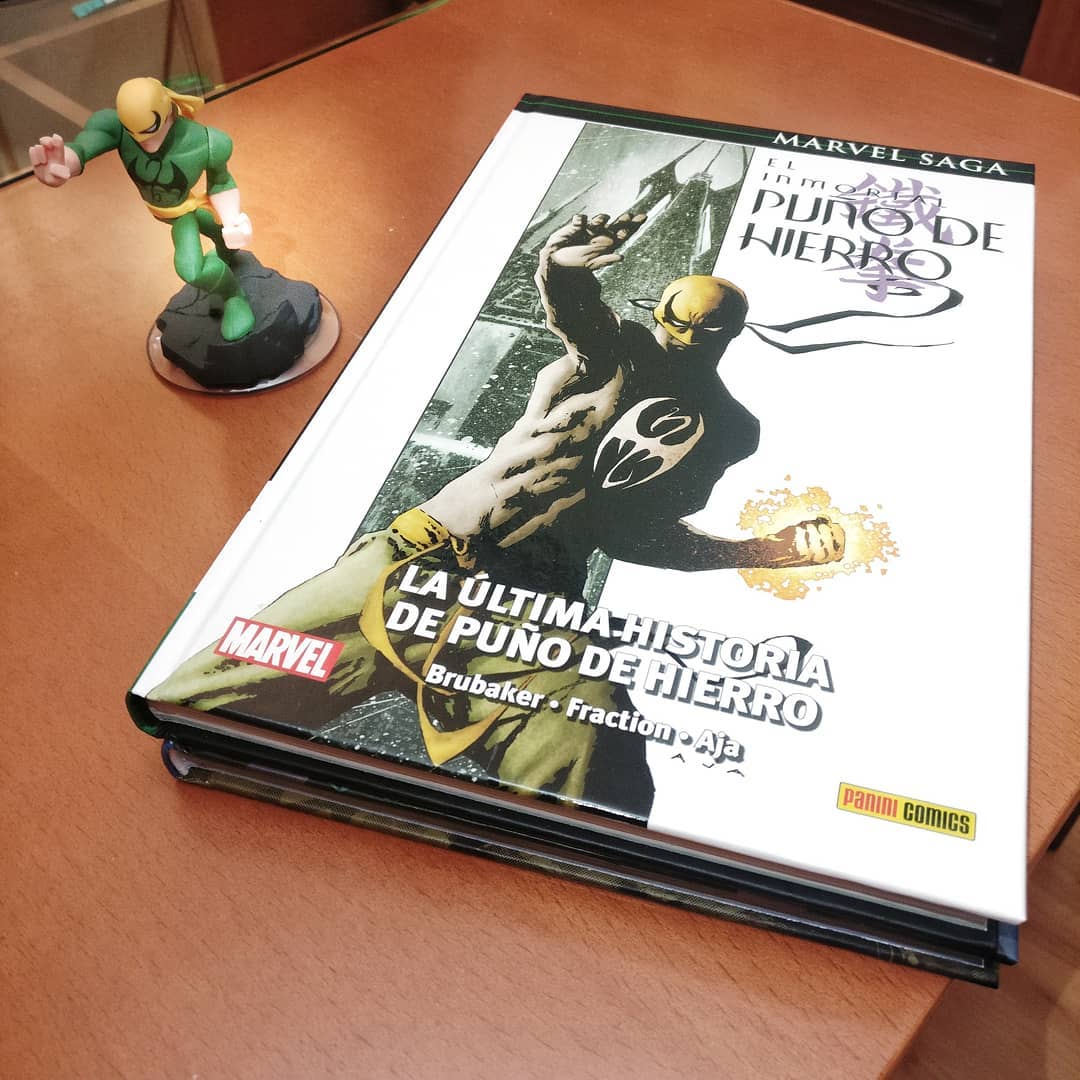 MARVEL SAGA
EL
INMORTAL
鐵拳
PUÑO DE
HIERRO
LA ÚLTIMA HISTORIA
DE PUÑO DE HIERRO
Brubaker • Fraction • Aja
MARVEL
PANINI COMICS